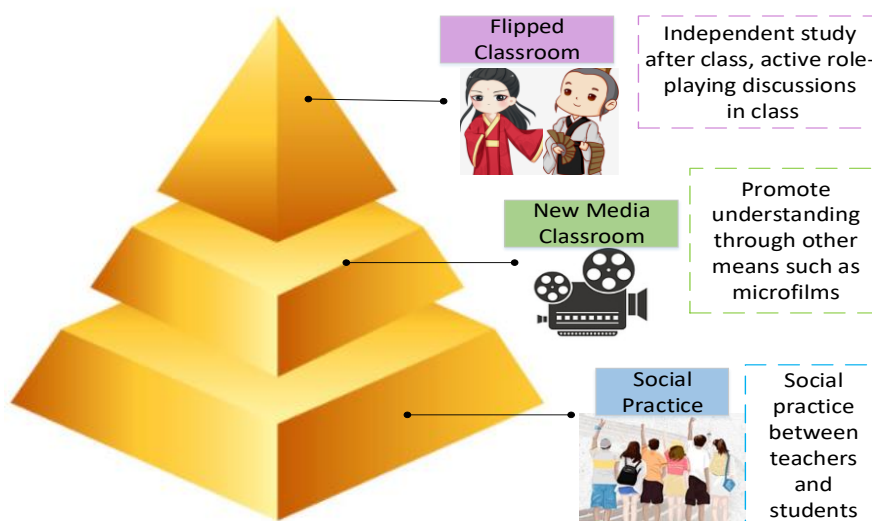 Flipped
Classroom
Independent study
after class, active role-
playing discussions
in class
New Media
Classroom
Promote
understanding
through other
means such as
microfilms
Social
Practice
Social
practice
between
teachers
and
students